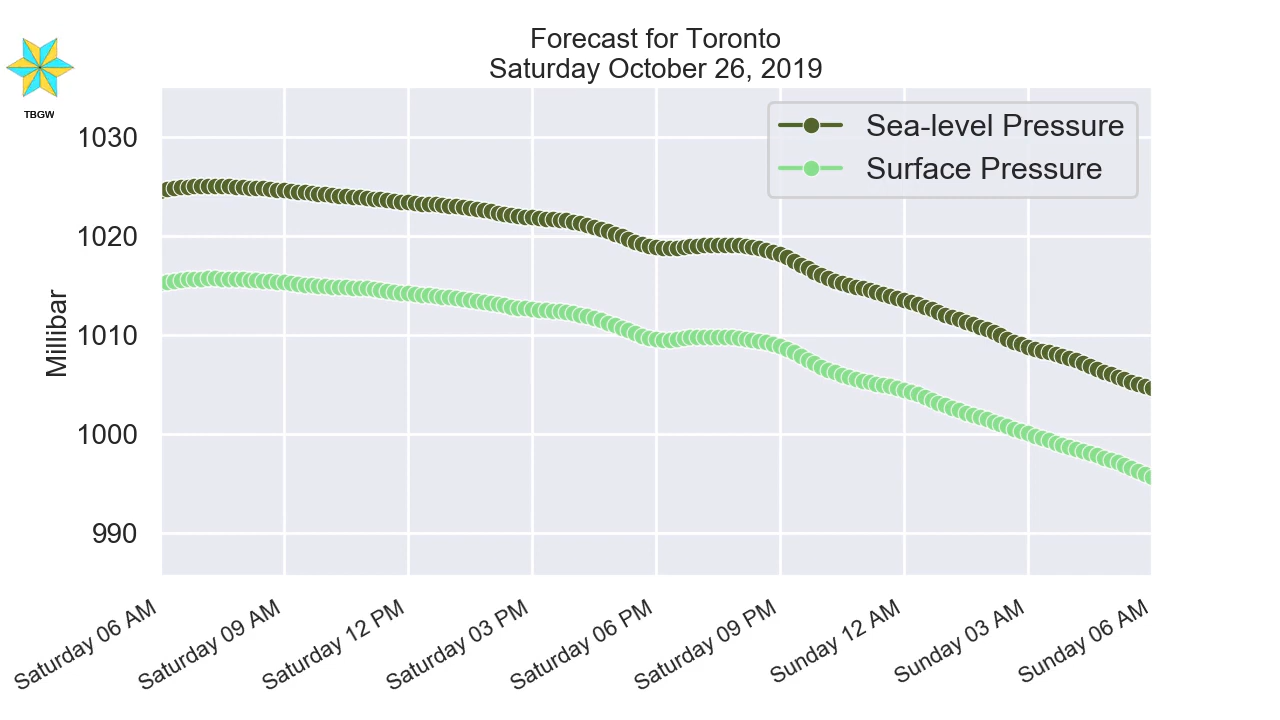 Forecast for Toronto
Saturday October 26, 2019
TBGW
Sea-level Pressure
Surface Pressure
Millibar
1030
1020
1010
1000
990
Saturday 06 AM
Saturday 09 AM
Saturday 12 PM
Saturday 03 PM
Saturday 06 PM
Saturday 09 PM
Sunday 12 AM
Sunday 03 AM
Sunday 06 AM